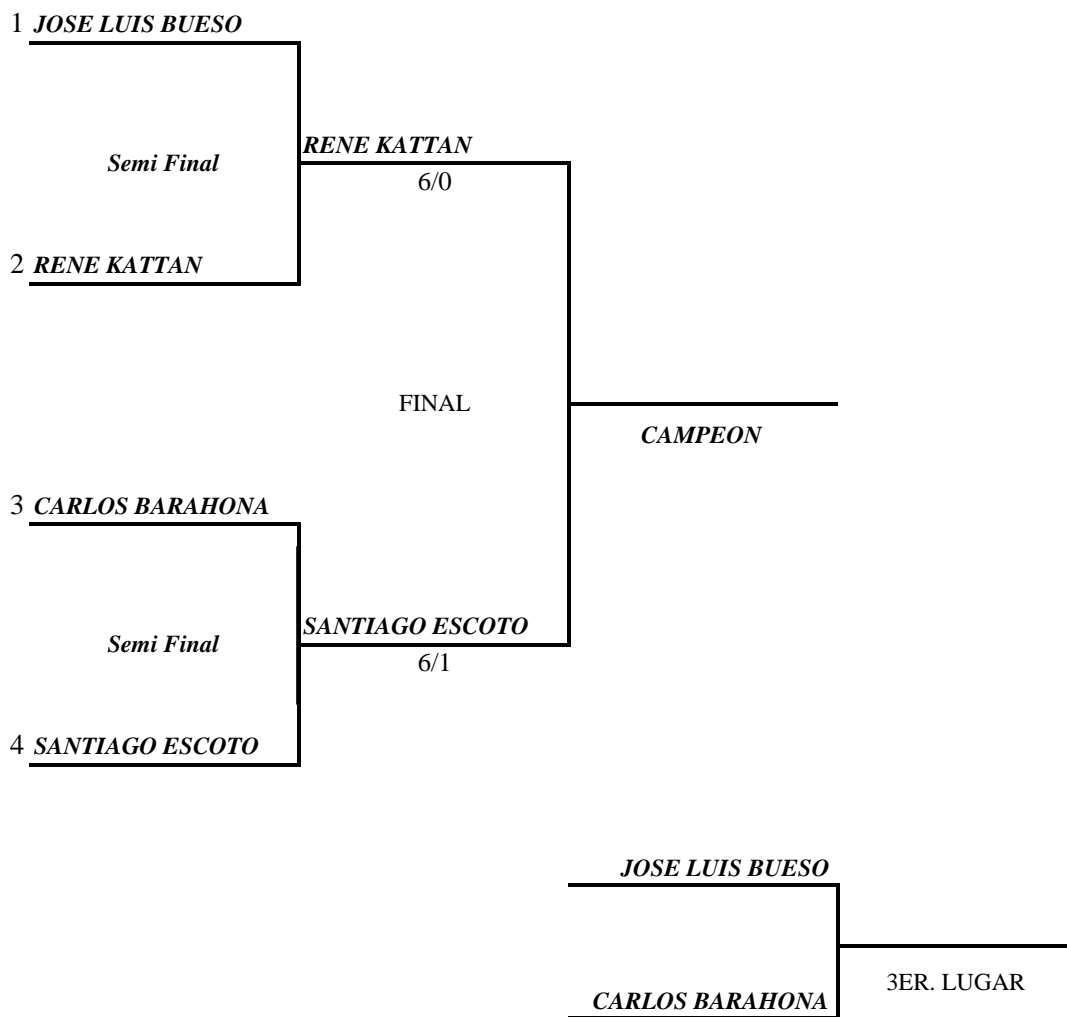 1 JOSE LUIS BUESO
RENE KATTAN
Semi Final
6/0
2 RENE KATTAN
FINAL
CAMPEON
3 CARLOS BARAHONA
SANTIAGO ESCOTO
Semi Final
6/1
4 SANTIAGO ESCOTO
JOSE LUIS BUESO
3ER. LUGAR
CARLOS BARAHONA